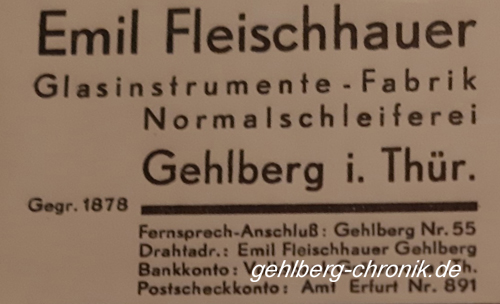 Emil Fleischhauer
Glasinstrumente - Fabrik
Normalschleiferei
Gehlberg i. Thür.
Gegr. 1878
Fernsprech-Anschluß: Gehlberg Nr. 55
Drahtadr.: Emil Fleischhauer Gehlberg
Bankkonto:
gehlberg-chronik.de
Postscheckkonto: Amt Erfurt Nr. 891